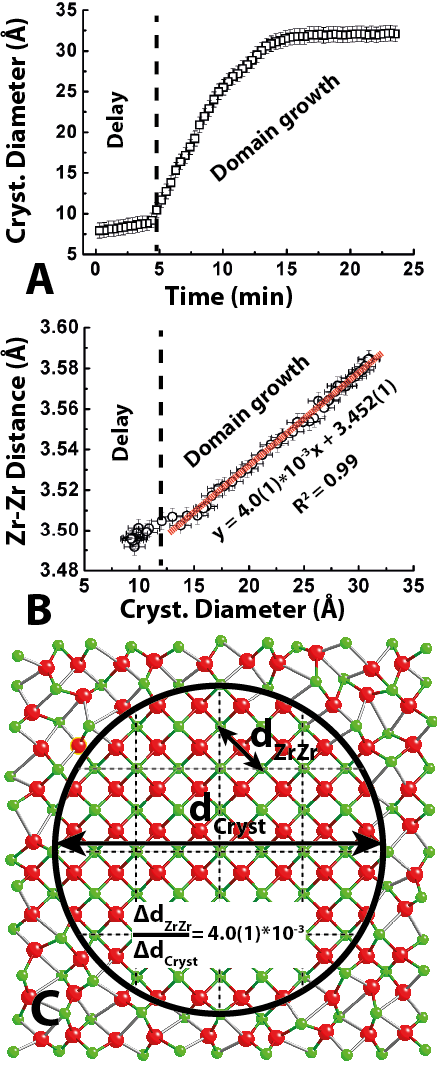 35
30
25
20
15
10
5
Cryst. Diameter (Å)
Delay
Domain growth
0
5
10
15
20
25
Time (min)
A
3.60
3.58
3.56
3.54
3.52
3.50
3.48
Zr-Zr Distance (Å)
Delay
Domain growth
y = 4.0(1)*10-3x + 3.452(1)
R2 = 0.99
5
10
15
20
25
30
35
Cryst. Diameter (Å)
B
dZrZr
dCryst
ΔdZrZr
ΔdCryst
= 4.0(1)*10-3
C